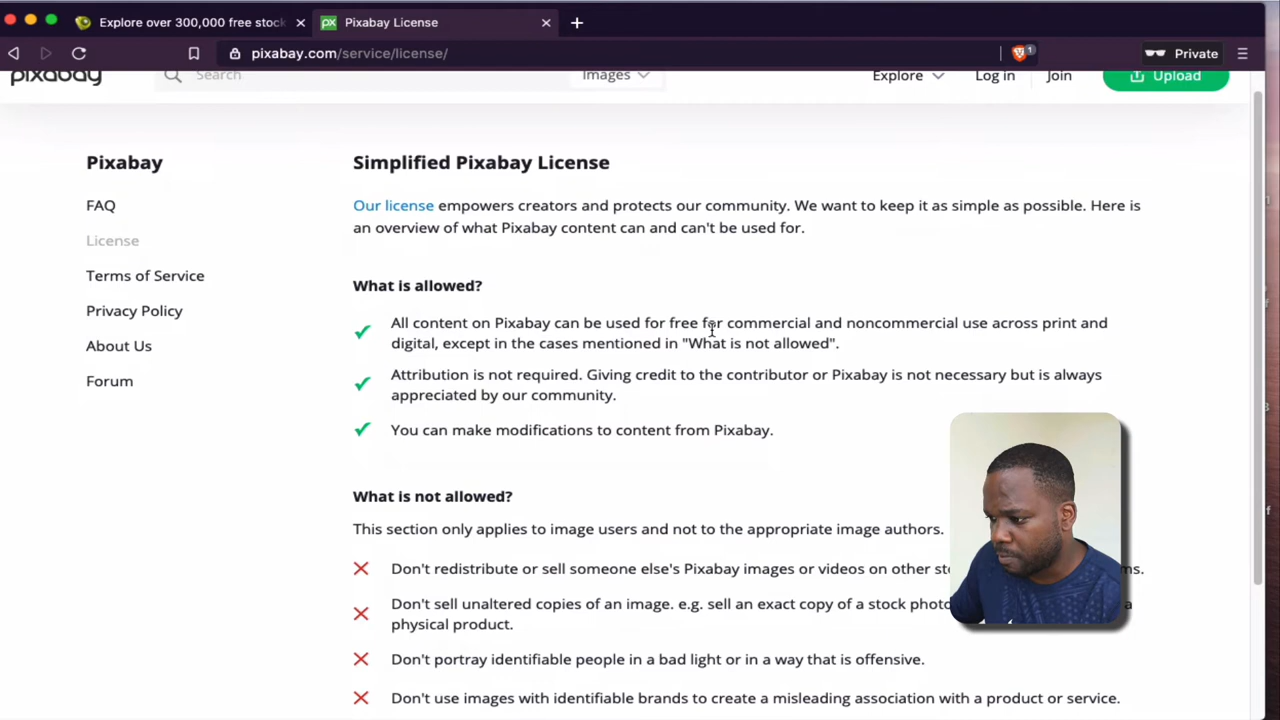 Explore over 300,000 free stock
Pixabay License
pixabay.com/service/license/
1
Private
pixabay
Search
Images
Explore
Log in
Join
Upload
Pixabay
FAQ
License
Terms of Service
Privacy Policy
About Us
Forum
Simplified Pixabay License
Our license empowers creators and protects our community. We want to keep it as simple as possible. Here is
an overview of what Pixabay content can and can't be used for.
What is allowed?
All content on Pixabay can be used for free for commercial and noncommercial use across print and
digital, except in the cases mentioned in "What is not allowed".
Attribution is not required. Giving credit to the contributor or Pixabay is not necessary but is always
appreciated by our community.
You can make modifications to content from Pixabay.
What is not allowed?
This section only applies to image users and not to the appropriate image authors.
Don't redistribute or sell someone else's Pixabay images or videos on other
Don't sell unaltered copies of an image. e.g. sell an exact copy of a stock a
physical product.
Don't portray identifiable people in a bad light or in a way that is offensive.
Don't use images with identifiable brands to create a misleading association with a product or service.